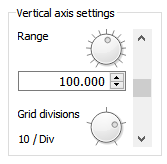 Vertical axis settings
Range
100.000
Grid divisions
10 / Div